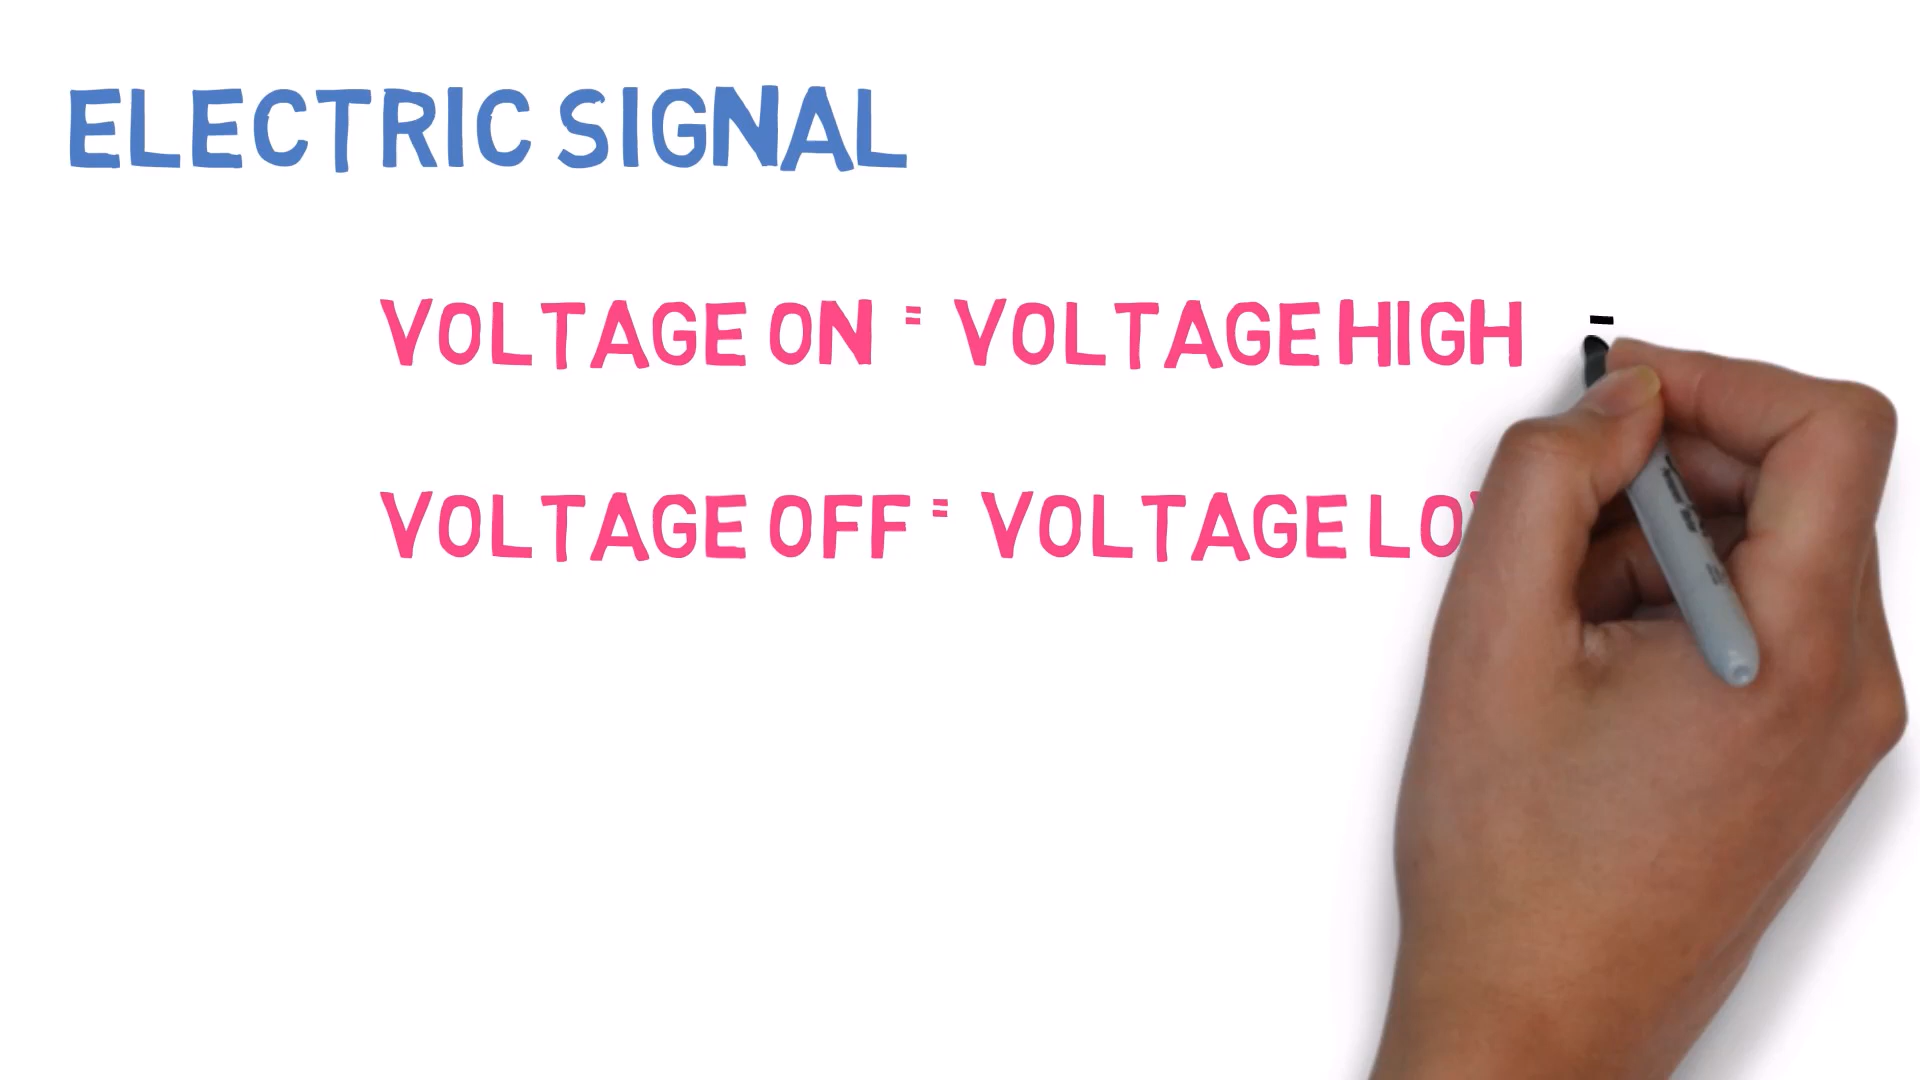 ELECTRIC SIGNAL
VOLTAGE ON = VOLTAGE HIGH -
VOLTAGE OFF = VOLTAGE